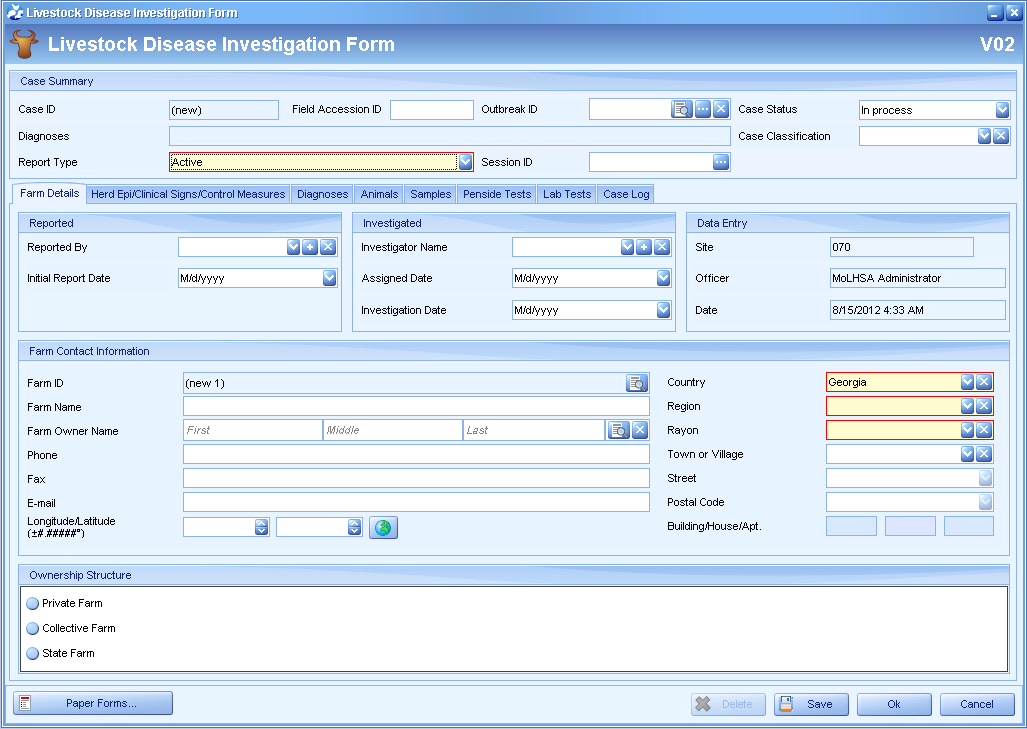 Livestock Disease Investigation Form
Livestock Disease Investigation Form V02
Case Summary
Case ID (new) Field Accession ID Outbreak ID Case Status In process
Diagnoses Case Classification
Report Type Active Session ID
Farm Details Herd Epi/Clinical Signs/Control Measures Diagnoses Animals Samples Penside Tests Lab Tests Case Log
Reported Investigated Data Entry
Reported By Investigator Name Site 070
Initial Report Date M/d/yyyy Assigned Date M/d/yyyy Officer MoLHSA Administrator
Investigation Date M/d/yyyy Date 8/15/2012 4:33 AM
Farm Contact Information
Farm ID (new 1) Country Georgia
Farm Name Region
Farm Owner Name First Middle Last Rayon
Phone Town or Village
Fax Street
E-mail Postal Code
Longitude/Latitude Building/House/Apt.
(±#.#####°)
Ownership Structure
Private Farm
Collective Farm
State Farm
Paper Forms... Delete Save Ok Cancel